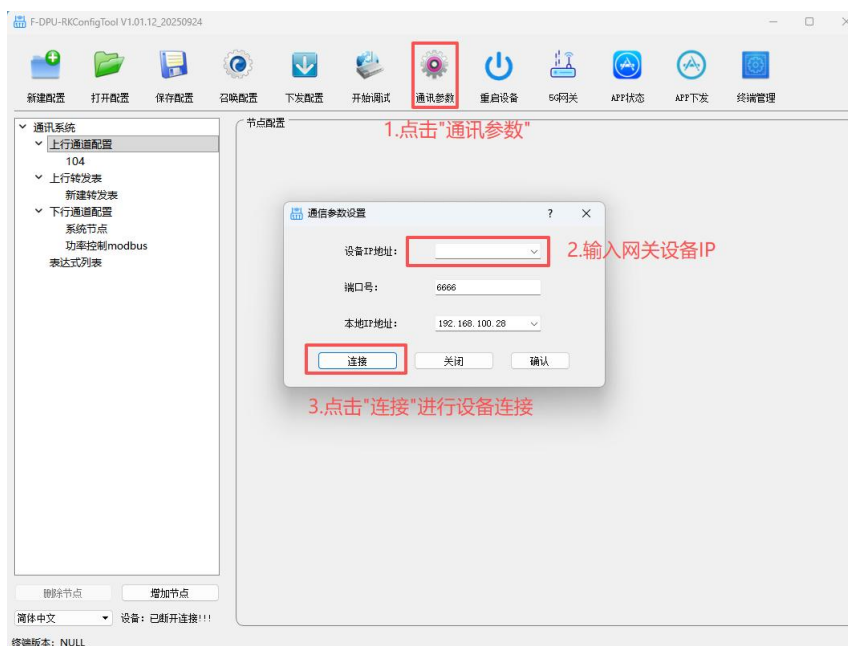 F-DPU-RKConfigTool V1.01.12_20250924
新建配置 打开配置 保存配置 召唤配置 下发配置 开始调试 通讯参数 重启设备 5G网关 APP状态 APP下发 终端管理
通讯系统
上行通道配置
104
上行转发表
新建转发表
下行通道配置
系统节点
功率控制modbus
表达式列表
节点配置
1.点击"通讯参数"
通信参数设置 ?
设备IP地址:
2.输入网关设备IP
端口号: 6666
本地IP地址: 192.168.100.28
连接 关闭 确认
3.点击"连接"进行设备连接
删除节点 增加节点
简体中文 设备: 已断开连接!!!
终端版本: NULL